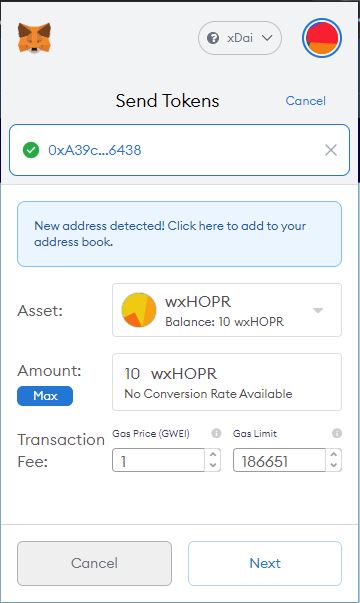 xDai
Send Tokens
Cancel
0xA39c...6438
New address detected! Click here to add to your
address book.
Asset:
wxHOPR
Balance: 10 wxHOPR
Amount:
Max
10 wxHOPR
No Conversion Rate Available
Transaction
Fee:
Gas Price (GWEI)
Gas Limit
1
186651
Cancel
Next